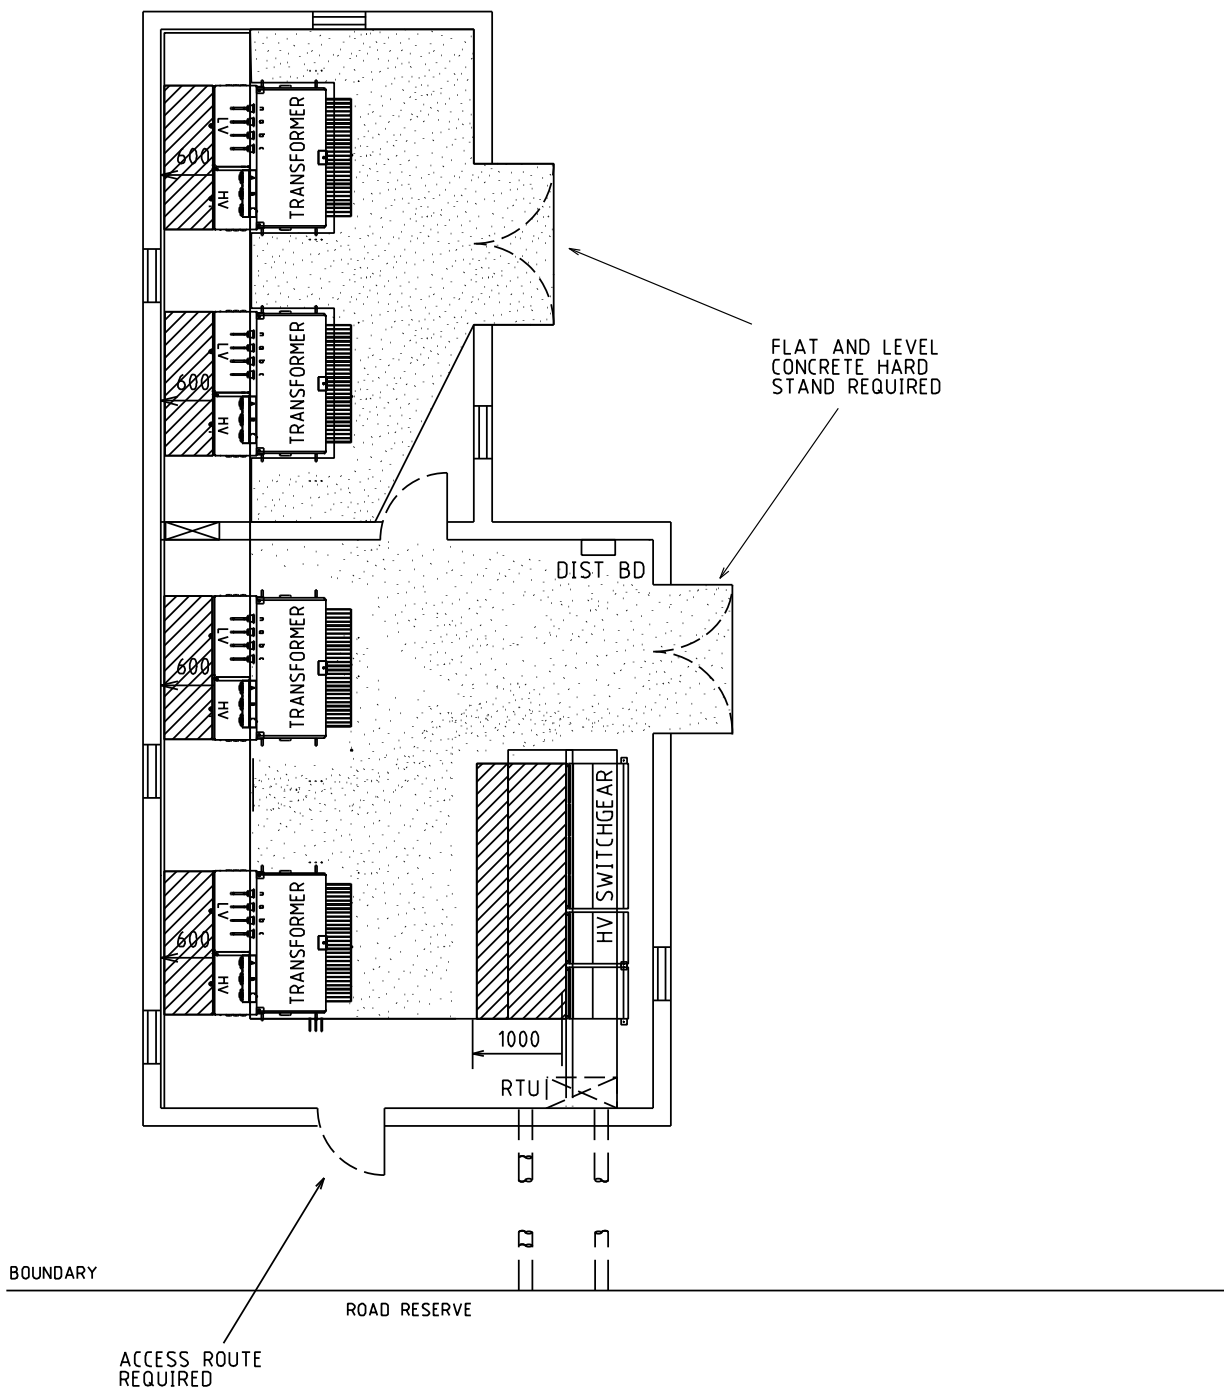 LV
600
HV
TRANSFORMER
LV
600
HV
TRANSFORMER
FLAT AND LEVEL
CONCRETE HARD
STAND REQUIRED
DIST BD
LV
600
HV
TRANSFORMER
HV SWITCHGEAR
LV
600
HV
TRANSFORMER
1000
RTU
BOUNDARY
ROAD RESERVE
ACCESS ROUTE
REQUIRED